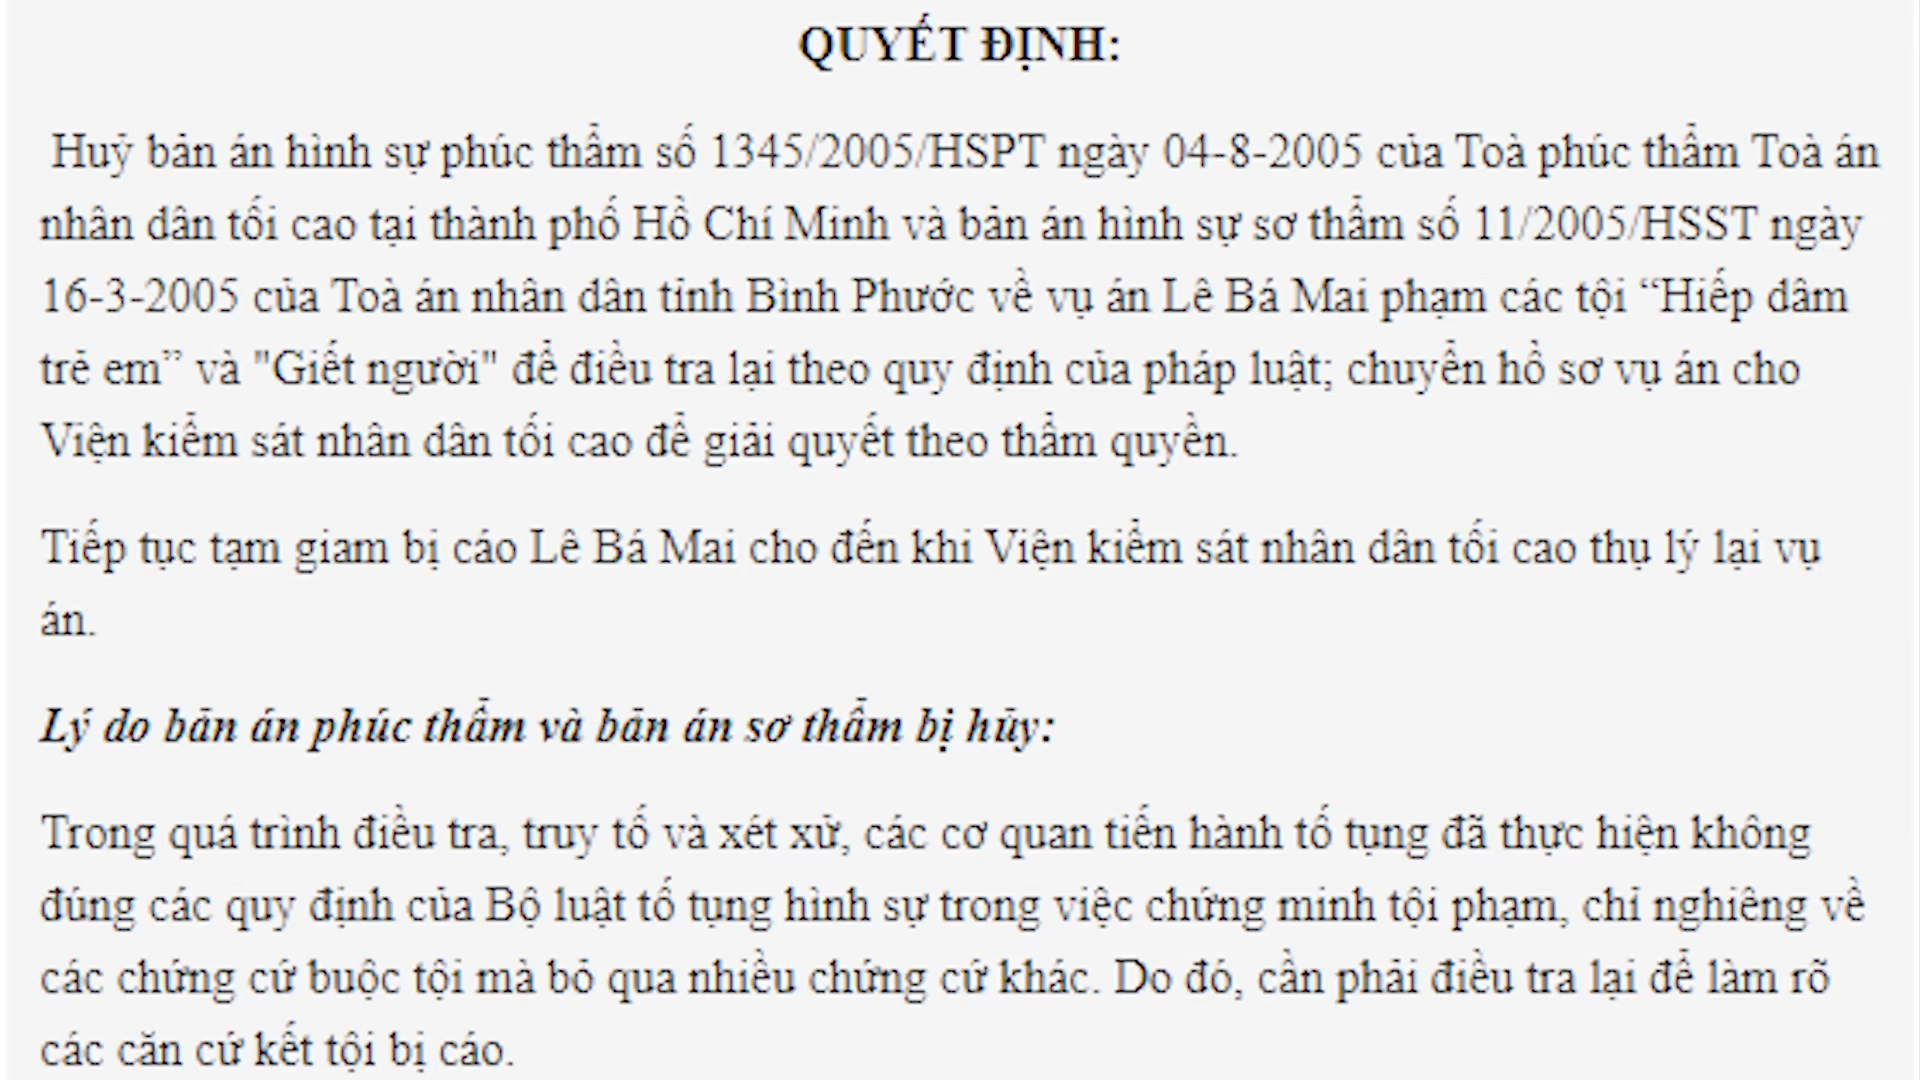 QUYẾT ĐỊNH:
Huỷ bản án hình sự phúc thẩm số 1345/2005/HSPT ngày 04-8-2005 của Toà phúc thẩm Toà án
nhân dân tối cao tại thành phố Hồ Chí Minh và bản án hình sự sơ thẩm số 11/2005/HSST ngày
16-3-2005 của Toà án nhân dân tỉnh Bình Phước về vụ án Lê Bá Mai phạm các tội “Hiếp dâm
trẻ em” và "Giết người" để điều tra lại theo quy định của pháp luật; chuyển hồ sơ vụ án cho
Viện kiểm sát nhân dân tối cao để giải quyết theo thẩm quyền.
Tiếp tục tạm giam bị cáo Lê Bá Mai cho đến khi Viện kiểm sát nhân dân tối cao thụ lý lại vụ
án.
Lý do bản án phúc thẩm và bản án sơ thẩm bị hủy:
Trong quá trình điều tra, truy tố và xét xử, các cơ quan tiến hành tố tụng đã thực hiện không
đúng các quy định của Bộ luật tố tụng hình sự trong việc chứng minh tội phạm, chỉ nghiêng về
các chứng cứ buộc tội mà bỏ qua nhiều chứng cứ khác. Do đó, cần phải điều tra lại để làm rõ
các căn cứ kết tội bị cáo.